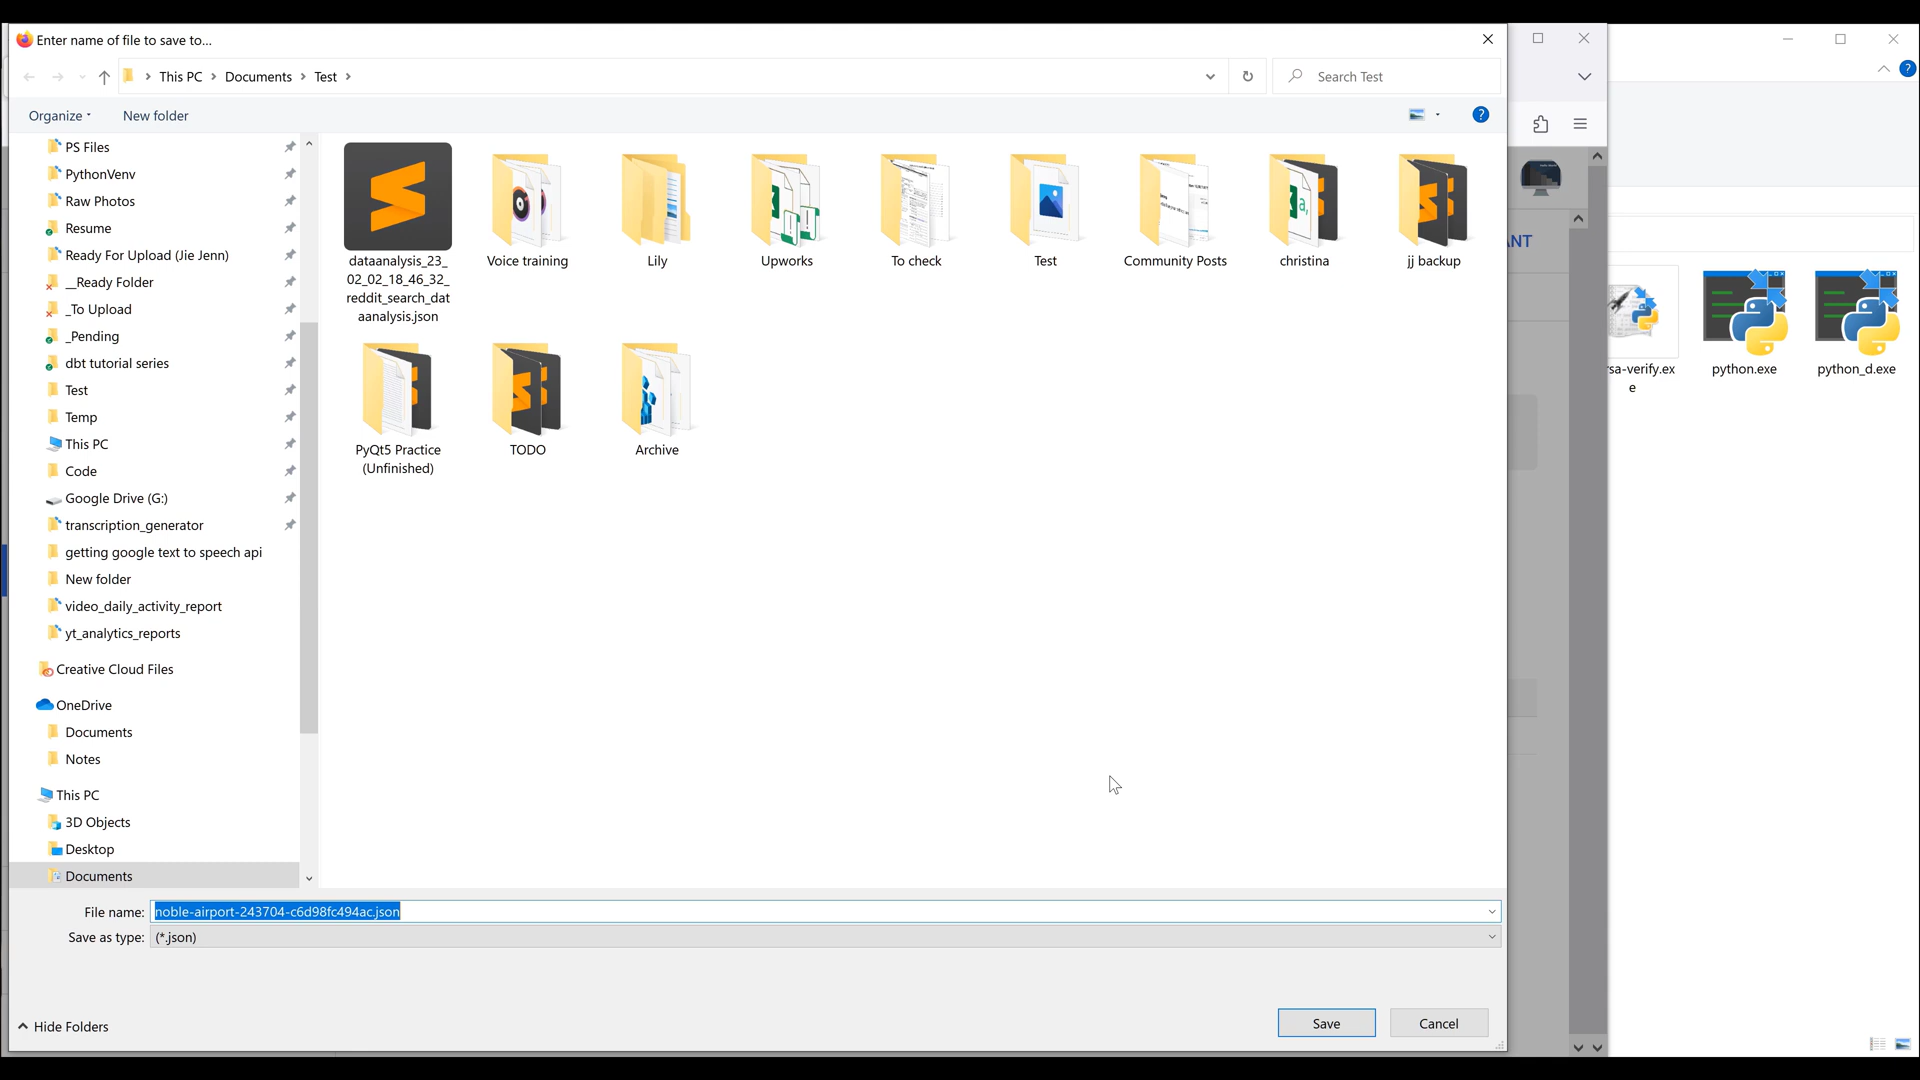 Enter name of file to save to...
This PC > Documents > Test >
Search Test
Organize
New folder
PS Files
PythonVenv
Raw Photos
Resume
Ready For Upload (Jie Jenn)
__Ready Folder
_To Upload
_Pending
dbt tutorial series
Test
Temp
This PC
Code
Google Drive (G:)
transcription_generator
getting google text to speech api
New folder
video_daily_activity_report
yt_analytics_reports
Creative Cloud Files
OneDrive
Documents
Notes
This PC
3D Objects
Desktop
Documents
dataanalysis_23_
02_02_18_46_32_
reddit_search_dat
aanalysis.json
Voice training
Lily
Upworks
To check
Test
Community Posts
christina
jj backup
PyQt5 Practice
(Unfinished)
TODO
Archive
File name: noble-airport-243704-c6d98fc494ac.json
Save as type: (*.json)
Hide Folders
Save
Cancel
ANT
rsa-verify.ex
e
python.exe
python_d.exe